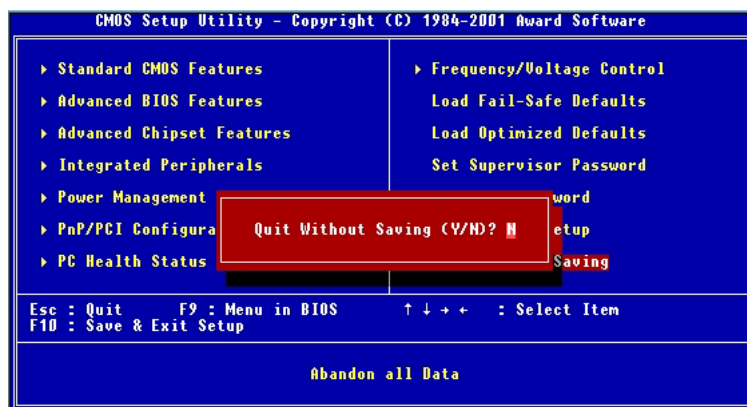 CMOS Setup Utility - Copyright (C) 1984-2001 Award Software
▸ Standard CMOS Features
▸ Advanced BIOS Features
▸ Advanced Chipset Features
▸ Integrated Peripherals
▸ Power Management
▸ PnP/PCI Configura
▸ PC Health Status
▸ Frequency/Voltage Control
Load Fail-Safe Defaults
Load Optimized Defaults
Set Supervisor Password
word
etup
Saving
Quit Without Saving (Y/N)? N
Esc : Quit F9 : Menu in BIOS ↑ ↓ → ← : Select Item
F10 : Save & Exit Setup
Abandon all Data